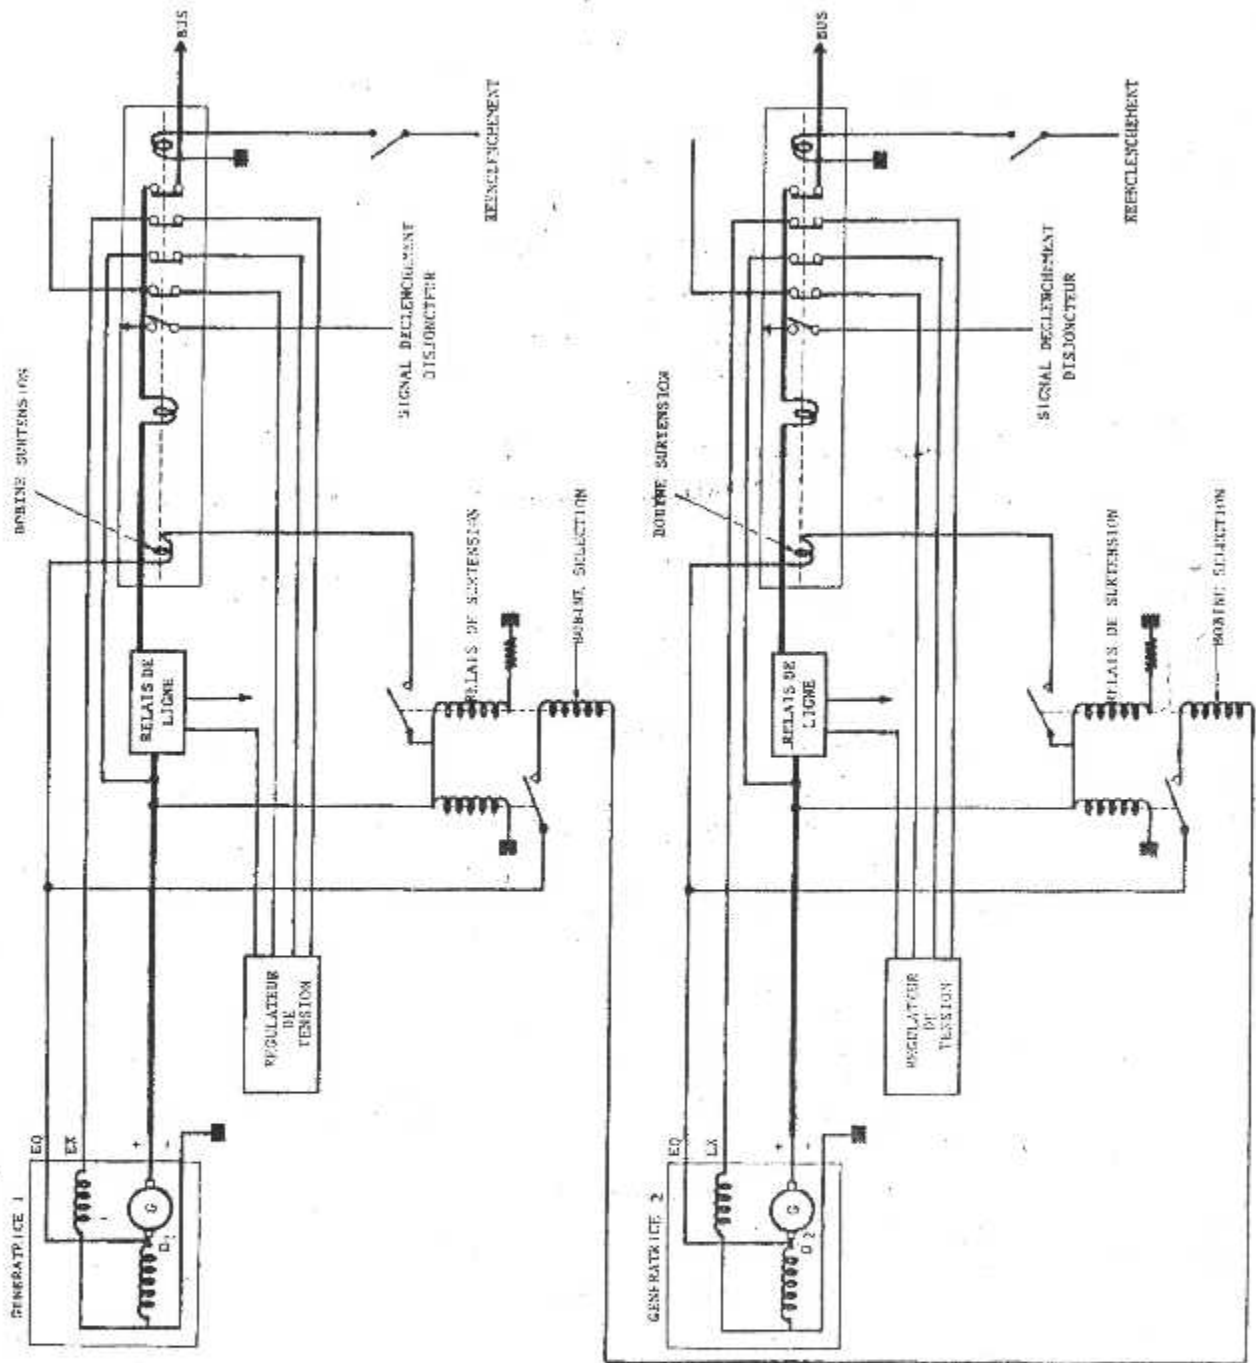 GENERATRICE 1
EQ
EX
+
-
G
D2
REGULATEUR
DE
TENSION
RELAIS DE
LIGNE
RELAIS DE SURTENSION
BOBINE SELECTION
BOBINE SURTENSION
SIGNAL DECLENCHEMENT
DISJONCTEUR
REENCLENCHEMENT
BUS
GENERATRICE 2
EQ
EX
+
-
G
D2
REGULATEUR
DE
TENSION
RELAIS DE
LIGNE
RELAIS DE SURTENSION
BOBINE SELECTION
BOBINE SURTENSION
SIGNAL DECLENCHEMENT
DISJONCTEUR
REENCLENCHEMENT
BUS